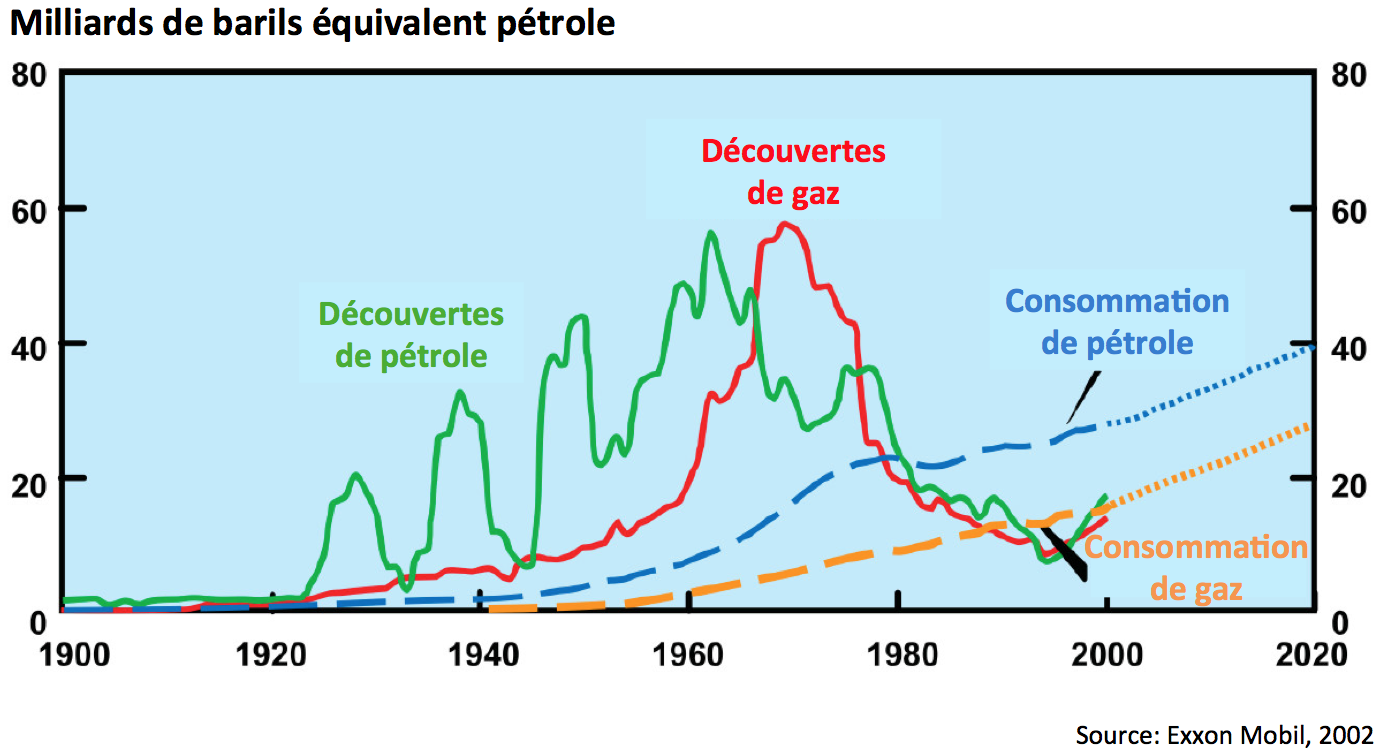 Milliards de barils équivalent pétrole
80 80
Découvertes
de gaz
60 60
Découvertes
de pétrole
Consommation
de pétrole
40 40
20 20
Consommation
de gaz
0 0
1900 1920 1940 1960 1980 2000 2020
Source: Exxon Mobil, 2002